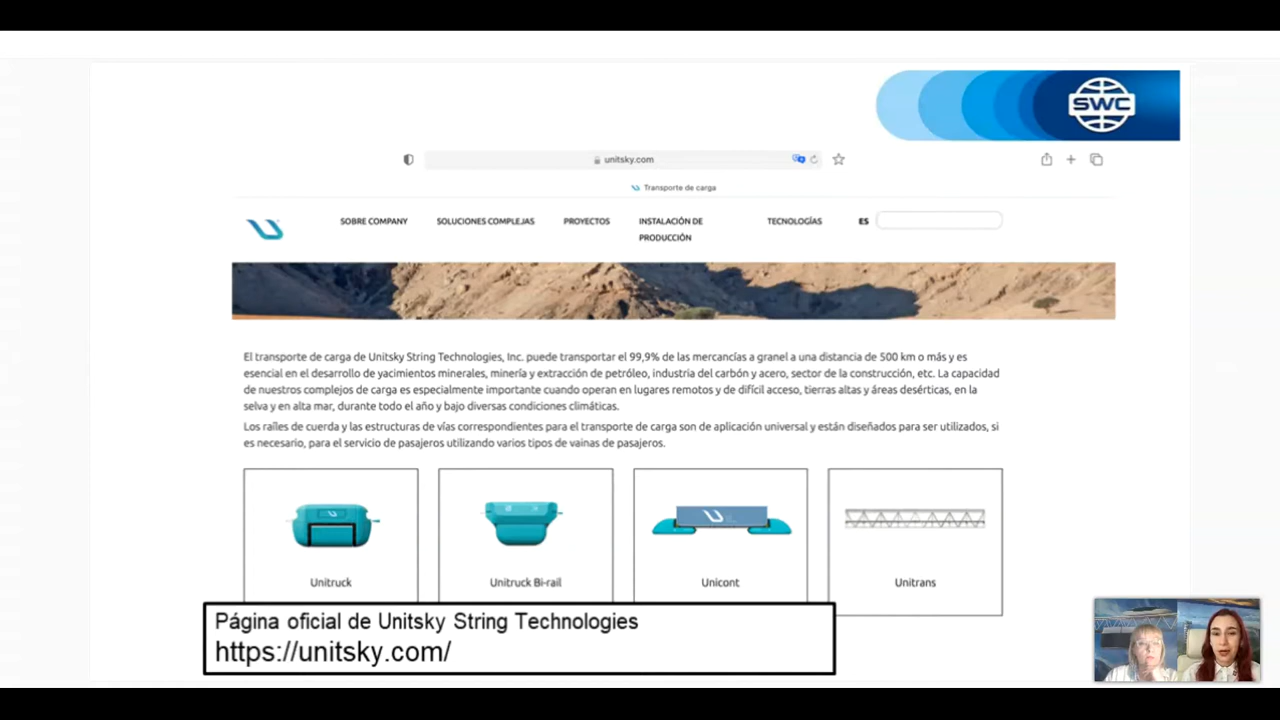 SWC
unitsky.com
Transporte de carga
SOBRE COMPANY SOLUCIONES COMPLEJAS PROYECTOS INSTALACIÓN DE PRODUCCIÓN TECNOLOGÍAS ES
El transporte de carga de Unitsky String Technologies, Inc. puede transportar el 99,9% de las mercancías a granel a una distancia de 500 km o más y es
esencial en el desarrollo de yacimientos minerales, minería y extracción de petróleo, industria del carbón y acero, sector de la construcción, etc. La capacidad
de nuestros complejos de carga es especialmente importante cuando operan en lugares remotos y de difícil acceso, tierras altas y áreas desérticas, en la
selva y en alta mar, durante todo el año y bajo diversas condiciones climáticas.
Los raíles de cuerda y las estructuras de vías correspondientes para el transporte de carga son de aplicación universal y están diseñados para ser utilizados, si
es necesario, para el servicio de pasajeros utilizando varios tipos de vainas de pasajeros.
Unitruck
Unitruck Bi-rail
Unicont
Unitrans
Página oficial de Unitsky String Technologies
https://unitsky.com/